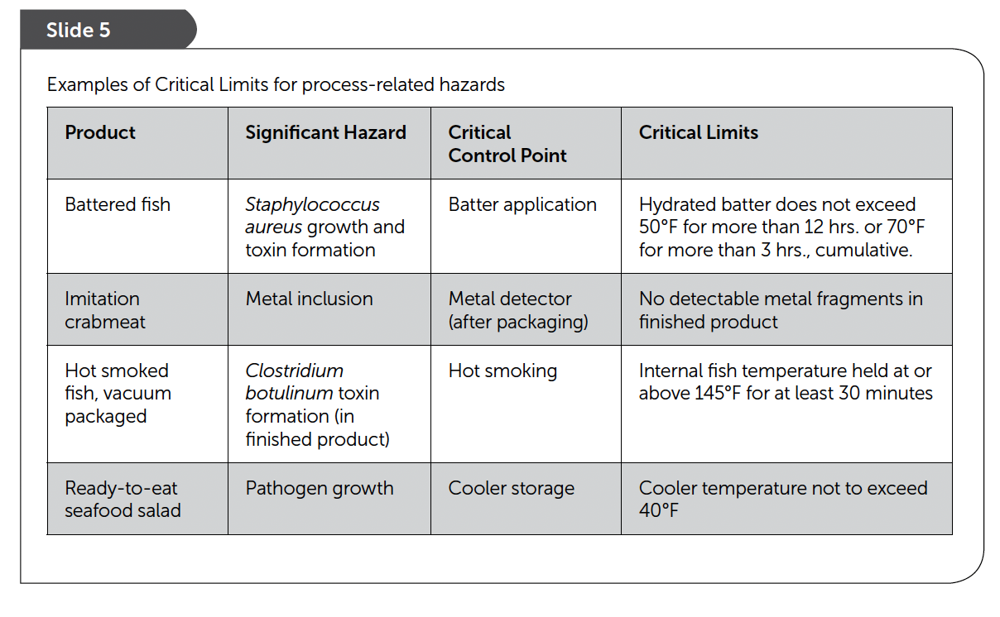 Slide 5
Examples of Critical Limits for process-related hazards
Product
Significant Hazard
Critical
Control Point
Critical Limits
Battered fish
Staphylococcus
aureus growth and
toxin formation
Batter application
Hydrated batter does not exceed
50°F for more than 12 hrs. or 70°F
for more than 3 hrs., cumulative.
Imitation
crabmeat
Metal inclusion
Metal detector
(after packaging)
No detectable metal fragments in
finished product
Hot smoked
fish, vacuum
packaged
Clostridium
botulinum toxin
formation (in
finished product)
Hot smoking
Internal fish temperature held at or
above 145°F for at least 30 minutes
Ready-to-eat
seafood salad
Pathogen growth
Cooler storage
Cooler temperature not to exceed
40°F